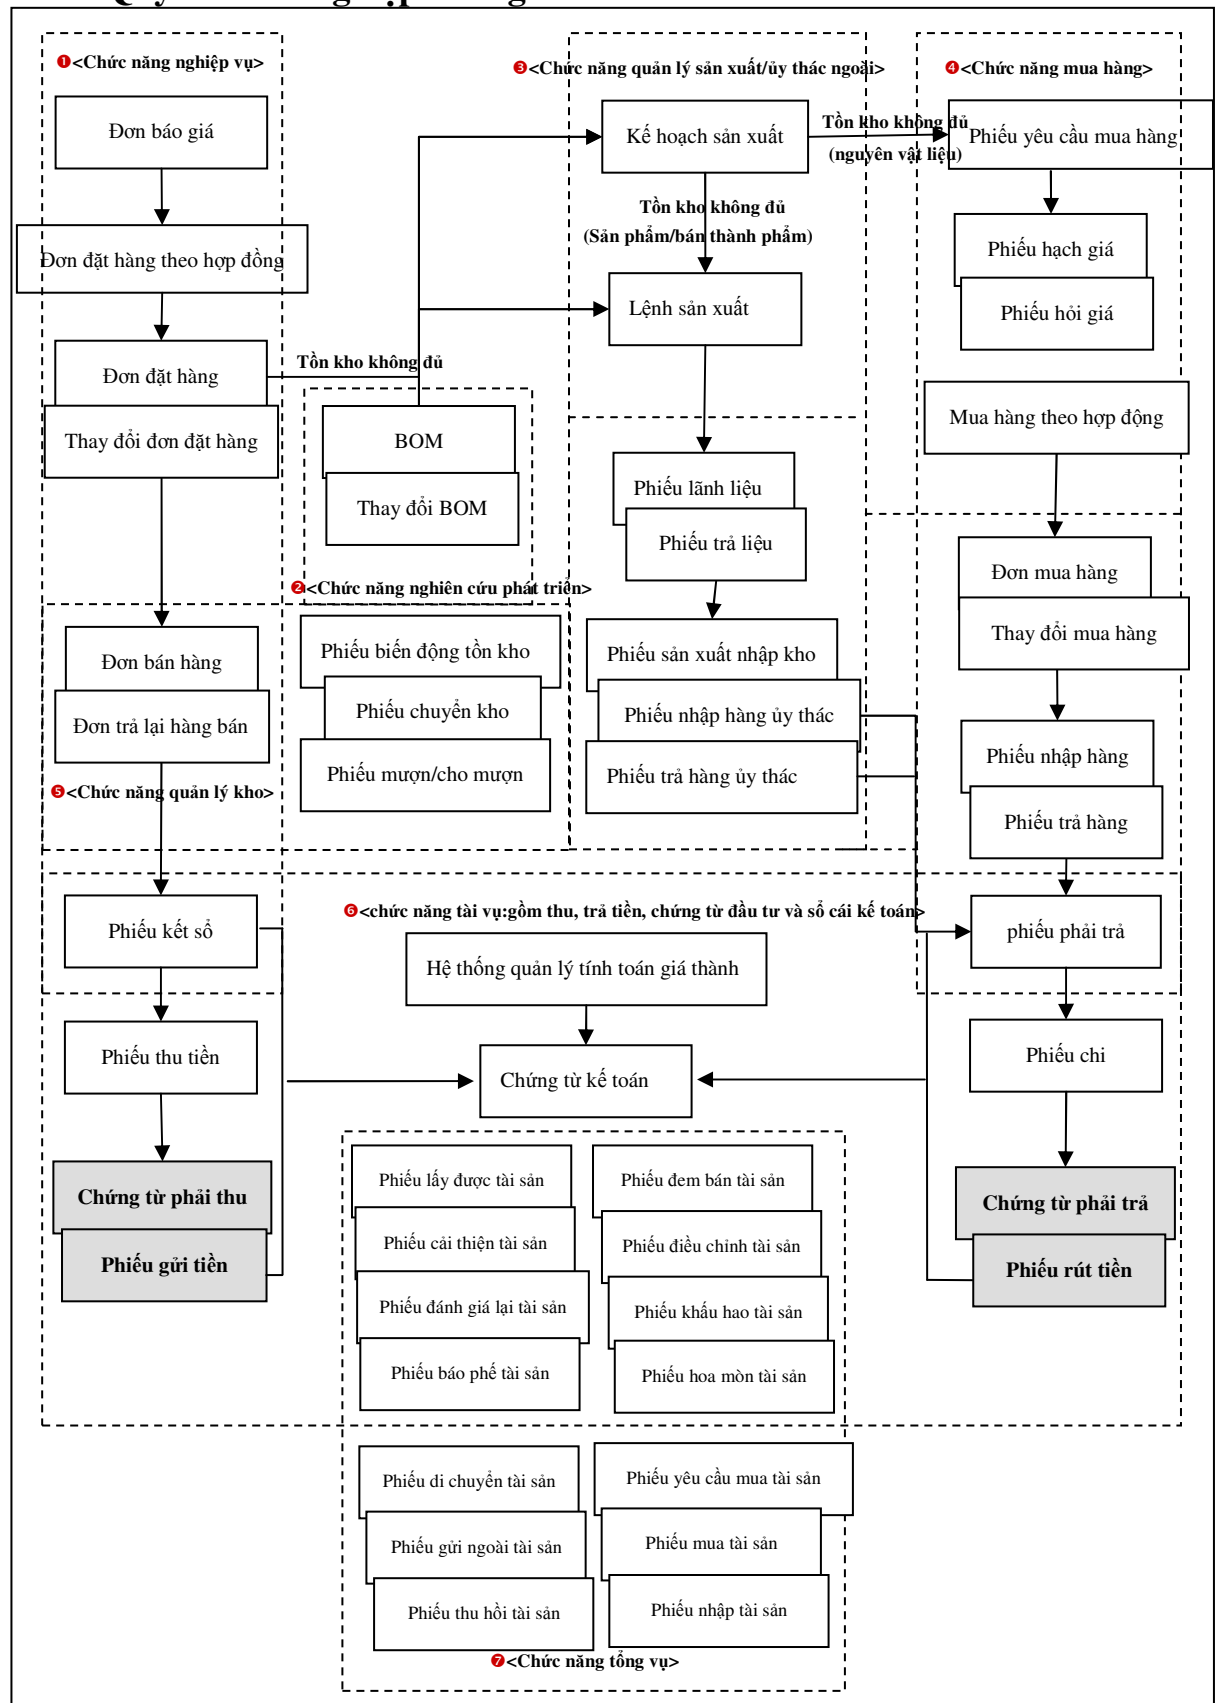 ❶<Chức năng nghiệp vụ>
Đơn báo giá
Đơn đặt hàng theo hợp đồng
Đơn đặt hàng
Thay đổi đơn đặt hàng
Tồn kho không đủ
BOM
Thay đổi BOM
❷<Chức năng nghiên cứu phát triển>
❸<Chức năng quản lý sản xuất/ủy thác ngoài>
Kế hoạch sản xuất
Tồn kho không đủ
(nguyên vật liệu)
Tồn kho không đủ
(Sản phẩm/bán thành phẩm)
Lệnh sản xuất
Phiếu lãnh liệu
Phiếu trả liệu
Phiếu sản xuất nhập kho
Phiếu nhập hàng ủy thác
Phiếu trả hàng ủy thác
❹<Chức năng mua hàng>
Phiếu yêu cầu mua hàng
Phiếu hạch giá
Phiếu hỏi giá
Mua hàng theo hợp động
Đơn mua hàng
Thay đổi mua hàng
Phiếu nhập hàng
Phiếu trả hàng
Đơn bán hàng
Đơn trả lại hàng bán
❺<Chức năng quản lý kho>
Phiếu biến động tồn kho
Phiếu chuyển kho
Phiếu mượn/cho mượn
❻<chức năng tài vụ:gồm thu, trả tiền, chứng từ đầu tư và sổ cái kế toán>
Phiếu kết sổ
Phiếu thu tiền
Chứng từ phải thu
Phiếu gửi tiền
Hệ thống quản lý tính toán giá thành
Chứng từ kế toán
phiếu phải trả
Phiếu chi
Chứng từ phải trả
Phiếu rút tiền
Phiếu lấy được tài sản
Phiếu cải thiện tài sản
Phiếu đánh giá lại tài sản
Phiếu báo phế tài sản
Phiếu đem bán tài sản
Phiếu điều chỉnh tài sản
Phiếu khấu hao tài sản
Phiếu hoa mòn tài sản
Phiếu di chuyển tài sản
Phiếu gửi ngoài tài sản
Phiếu thu hồi tài sản
Phiếu yêu cầu mua tài sản
Phiếu mua tài sản
Phiếu nhập tài sản
❼<Chức năng tổng vụ>